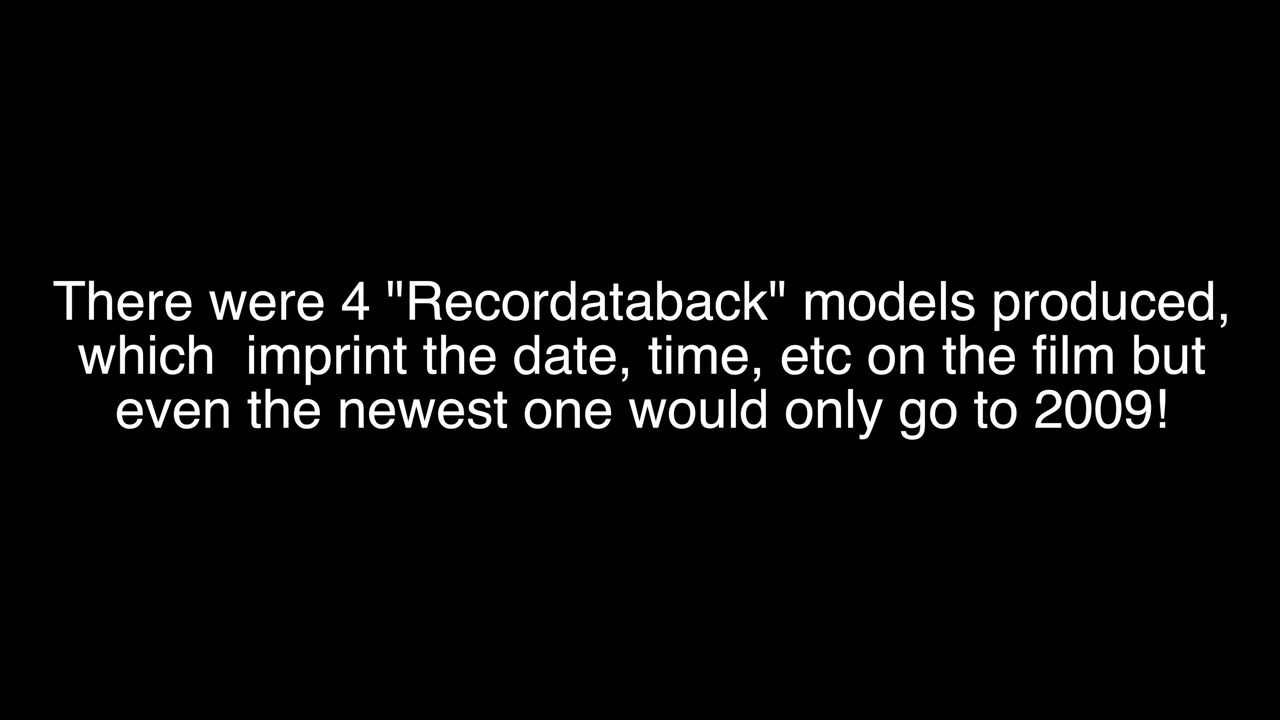 There were 4 "Recordataback" models produced,
which  imprint the date, time, etc on the film but
even the newest one would only go to 2009!